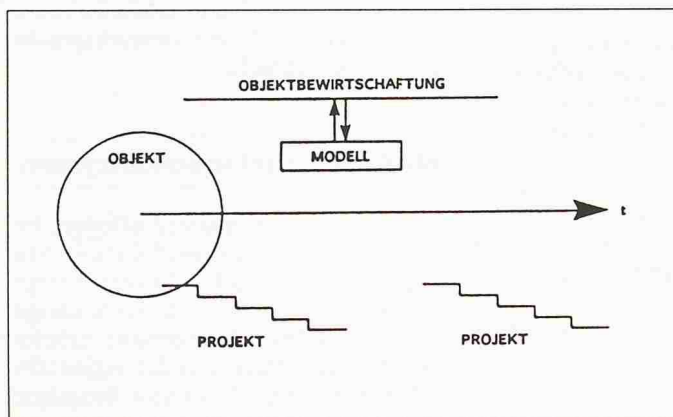 OBJEKTBEWIRTSCHAFTUNG
OBJEKT
MODELL
t
PROJEKT
PROJEKT